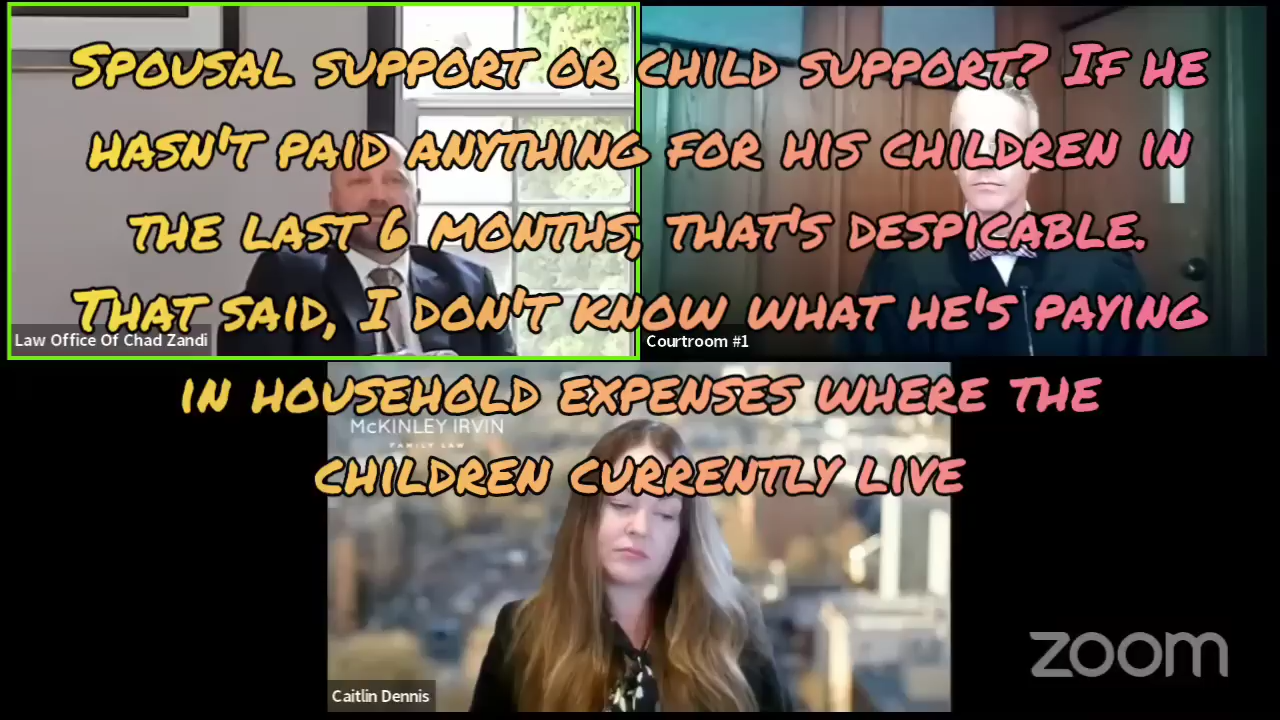 Spousal support or child support? If he
hasn't paid anything for his children in
the last 6 months, that's despicable.
That said, I don't know what he's paying
Law Office Of Chad Zandi
Courtroom #1
in household expenses where the
McKINLEY IRVIN
FAMILY LAW
children currently live
zoom
Caitlin Dennis